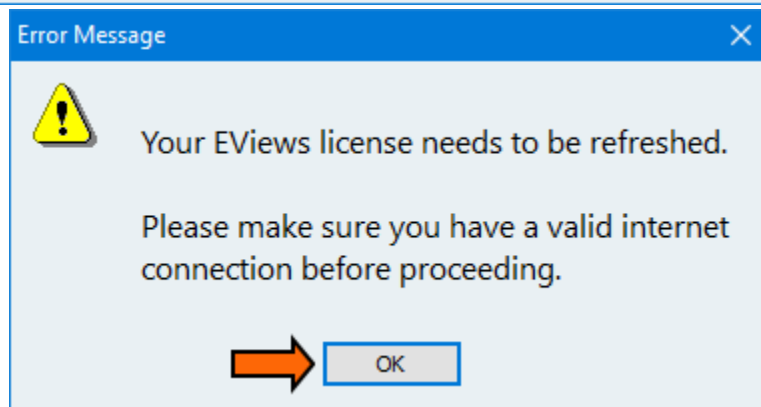 Error Message
Your EViews license needs to be refreshed.
Please make sure you have a valid internet
connection before proceeding.
OK